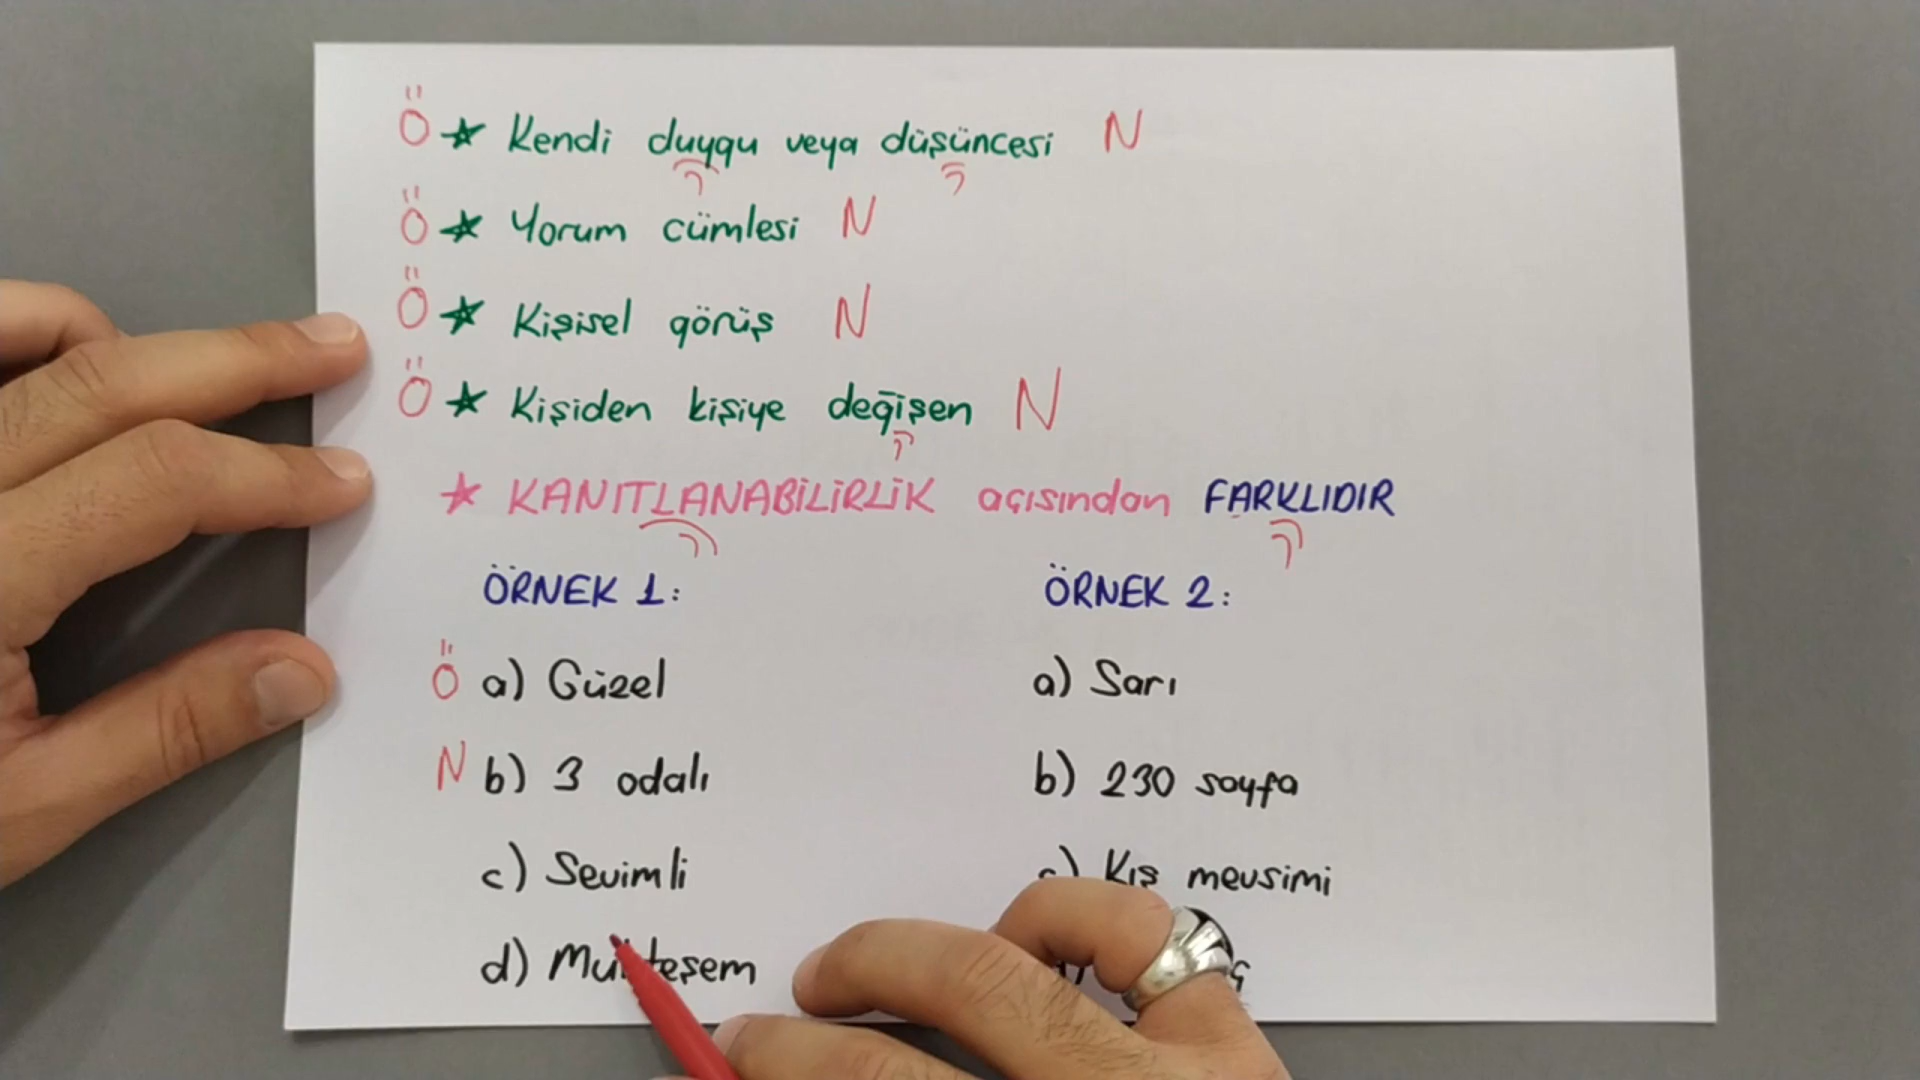 Ö ★ Kendi duygu veya düşüncesi N
Ö ★ Yorum cümlesi N
Ö ★ Kişisel görüş N
Ö ★ Kişiden kişiye değişen N
★ KANITLANABİLİRLİK açısından FARKLIDIR
ÖRNEK 1:
Ö a) Güzel
N b) 3 odalı
c) Sevimli
d) Muhteşem
ÖRNEK 2:
a) Sarı
b) 230 sayfa
c) Kış mevsimi